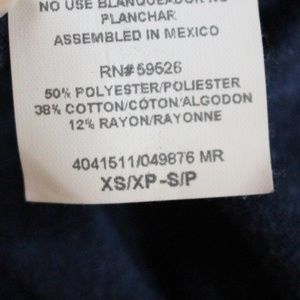 NO USE BLANQUEADOR NO
PLANCHAR
ASSEMBLED IN MEXICO
RN#59526
50% POLYESTER/POLIESTER
38% COTTON/COTON/ALGODON
12% RAYON/RAYONNE
4041511/049876 MR
XS/XP-S/P